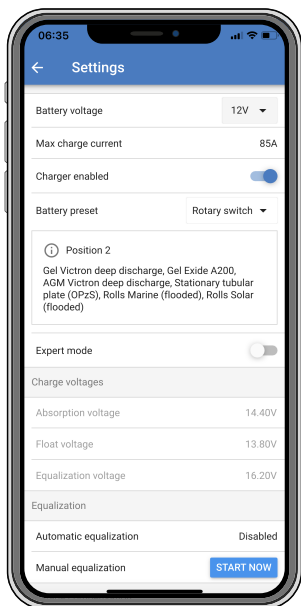 06:35
Settings
Battery voltage 12V
Max charge current 85A
Charger enabled
Battery preset Rotary switch
Position 2
Gel Victron deep discharge, Gel Exide A200,
AGM Victron deep discharge, Stationary tubular
plate (OPzS), Rolls Marine (flooded), Rolls Solar
(flooded)
Expert mode
Charge voltages
Absorption voltage 14.40V
Float voltage 13.80V
Equalization voltage 16.20V
Equalization
Automatic equalization Disabled
Manual equalization START NOW